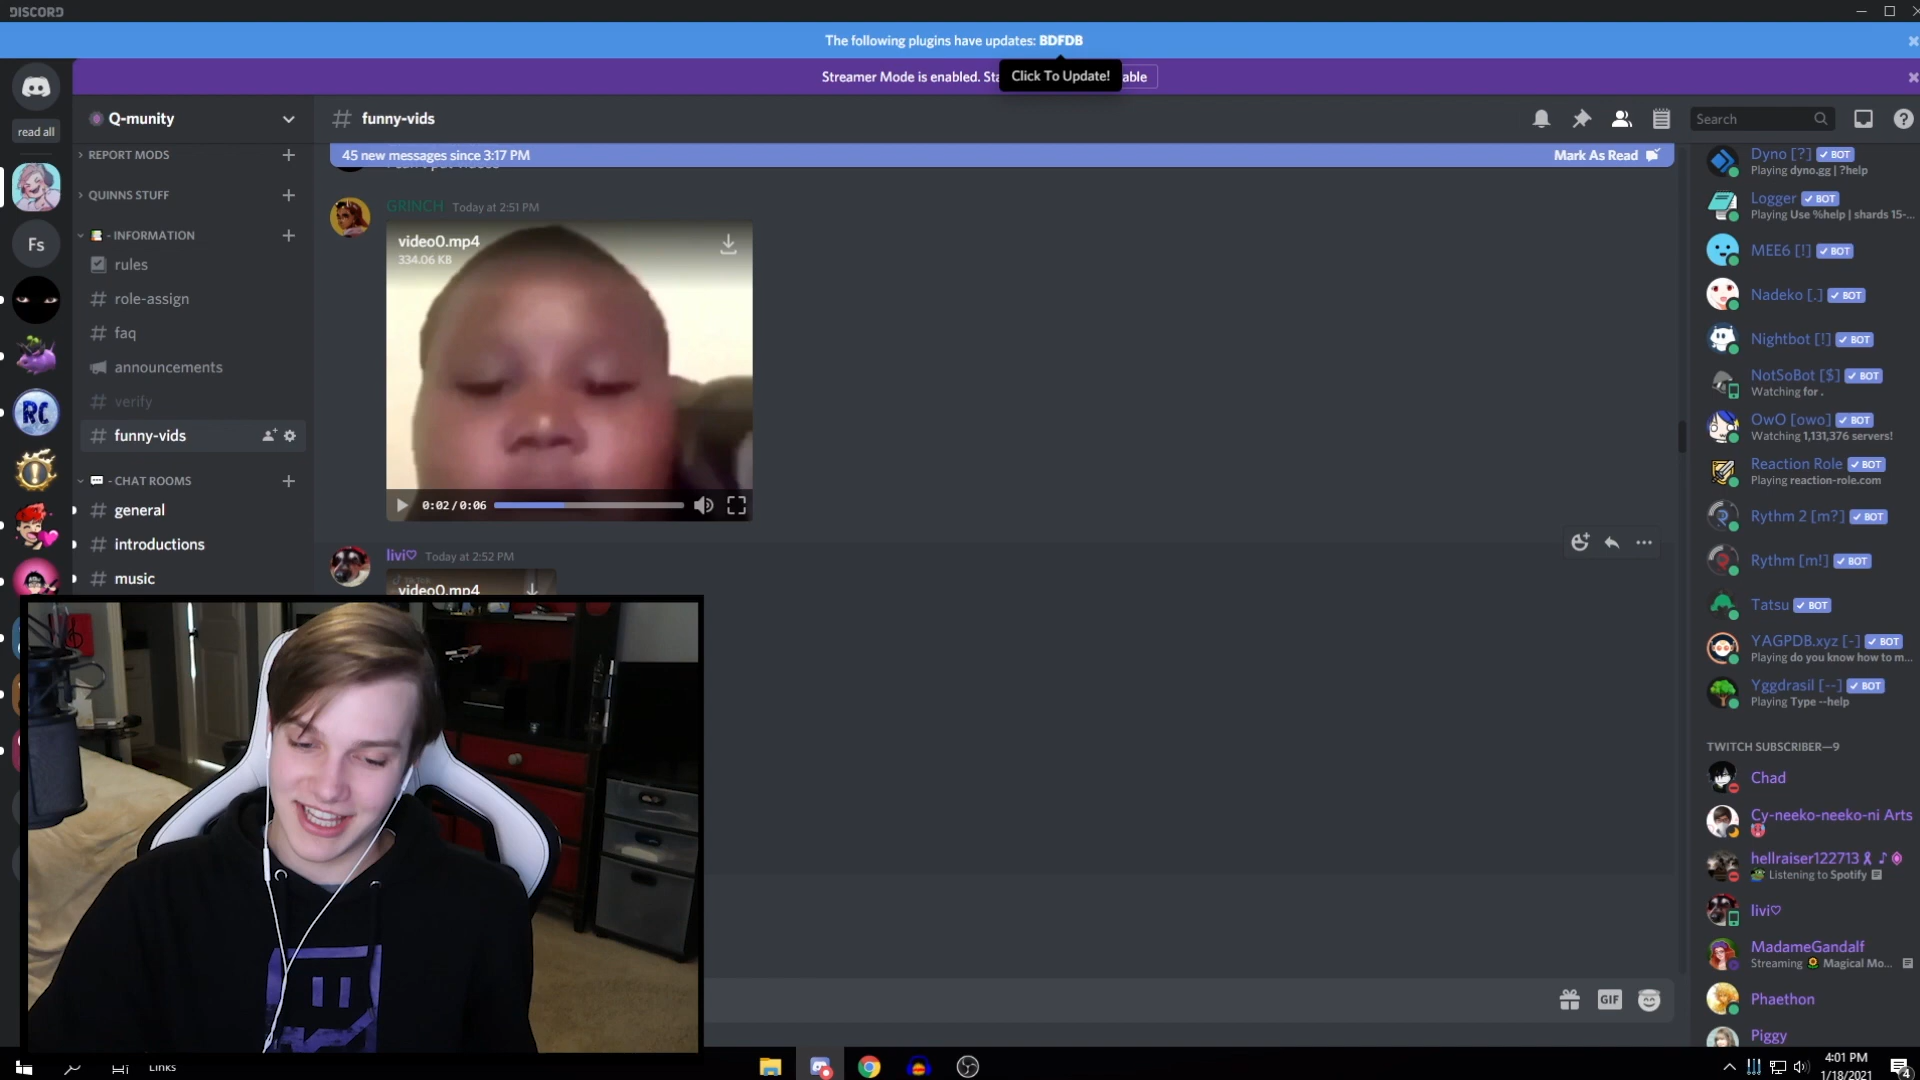 DISCORD
The following plugins have updates: BDFDB
Streamer Mode is enabled. Sta
Click To Update!
able
read all
Fs
RC
Q-munity
REPORT MODS
QUINNS STUFF
- INFORMATION
rules
role-assign
faq
announcements
verify
funny-vids
- CHAT ROOMS
general
introductions
music
funny-vids
Search
45 new messages since 3:17 PM
Mark As Read
GRINCH Today at 2:51 PM
video0.mp4
334.06 KB
0:02/0:06
livi♡ Today at 2:52 PM
video0.mp4
GIF
Dyno [?] ✓ BOT
Playing dyno.gg | ?help
Logger ✓ BOT
Playing Use %help | shards 15-...
MEE6 [!] ✓ BOT
Nadeko [.] ✓ BOT
Nightbot [!] ✓ BOT
NotSoBot [$] ✓ BOT
Watching for .
OwO [owo] ✓ BOT
Watching 1,131,376 servers!
Reaction Role ✓ BOT
Playing reaction-role.com
Rythm 2 [m?] ✓ BOT
Rythm [m!] ✓ BOT
Tatsu ✓ BOT
YAGPDB.xyz [-] ✓ BOT
Playing do you know how to m...
Yggdrasil [--] ✓ BOT
Playing Type --help
TWITCH SUBSCRIBER—9
Chad
Cy-neeko-neeko-ni Arts
hellraiser122713
Listening to Spotify
livi♡
MadameGandalf
Streaming 🌻 Magical Mo...
Phaethon
Piggy
Links
4:01 PM
1/18/2021
4